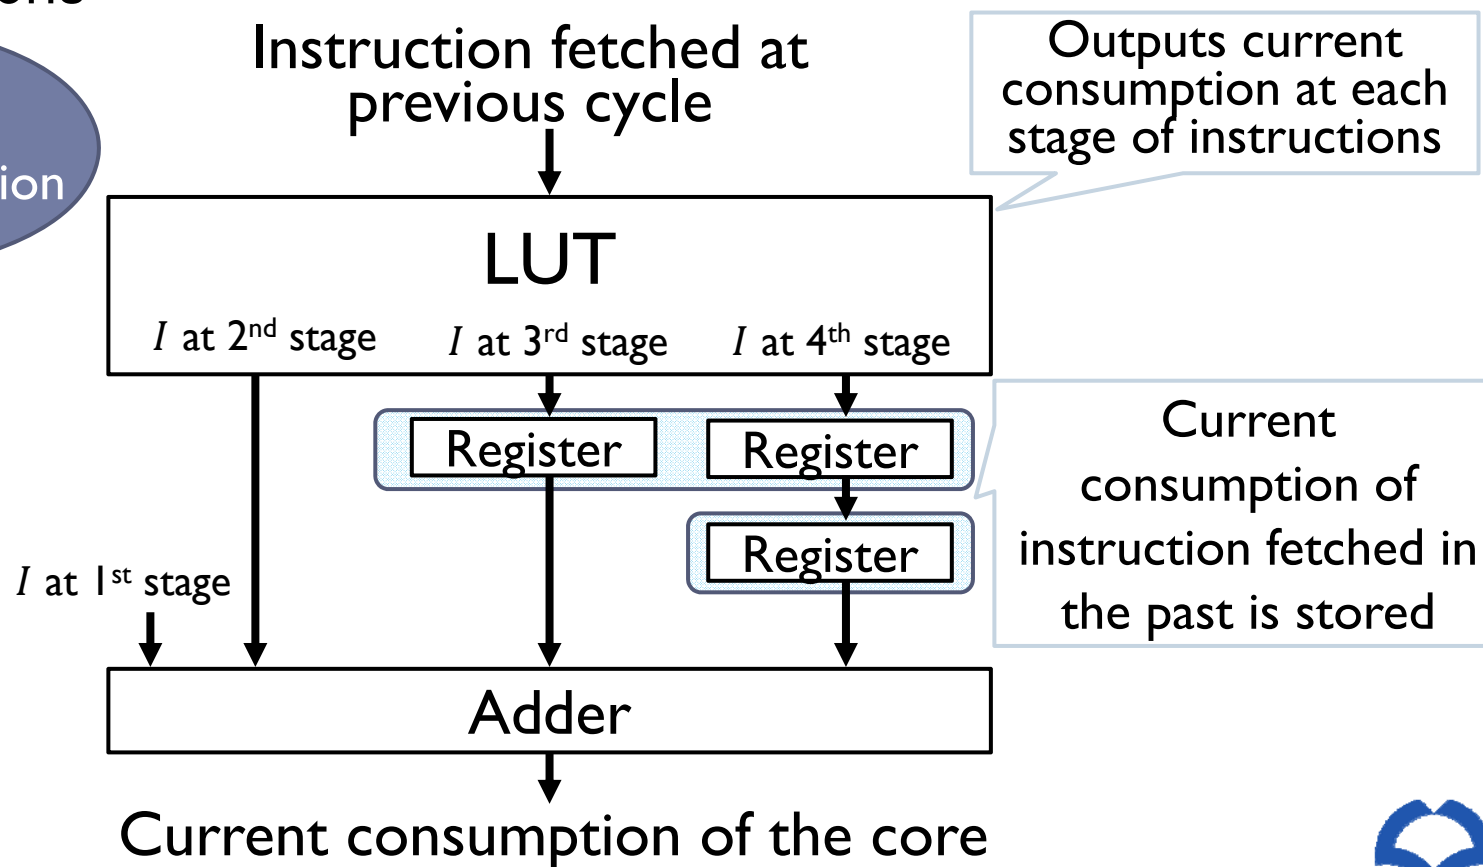 Instruction fetched at
previous cycle
Outputs current
consumption at each
stage of instructions
LUT
I at 2nd stage
I at 3rd stage
I at 4th stage
Register
Register
Register
Current
consumption of
instruction fetched in
the past is stored
I at 1st stage
Adder
Current consumption of the core